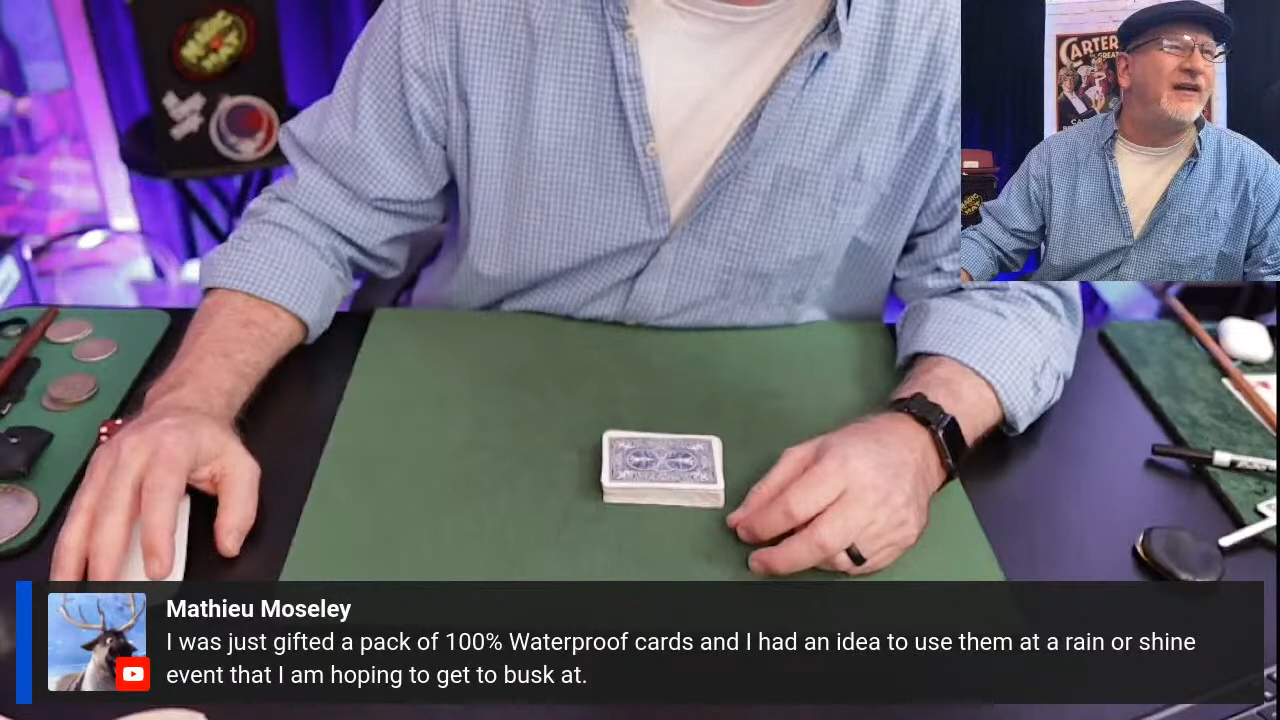 CARTER
GREAT
Mathieu Moseley
I was just gifted a pack of 100% Waterproof cards and I had an idea to use them at a rain or shine
event that I am hoping to get to busk at.